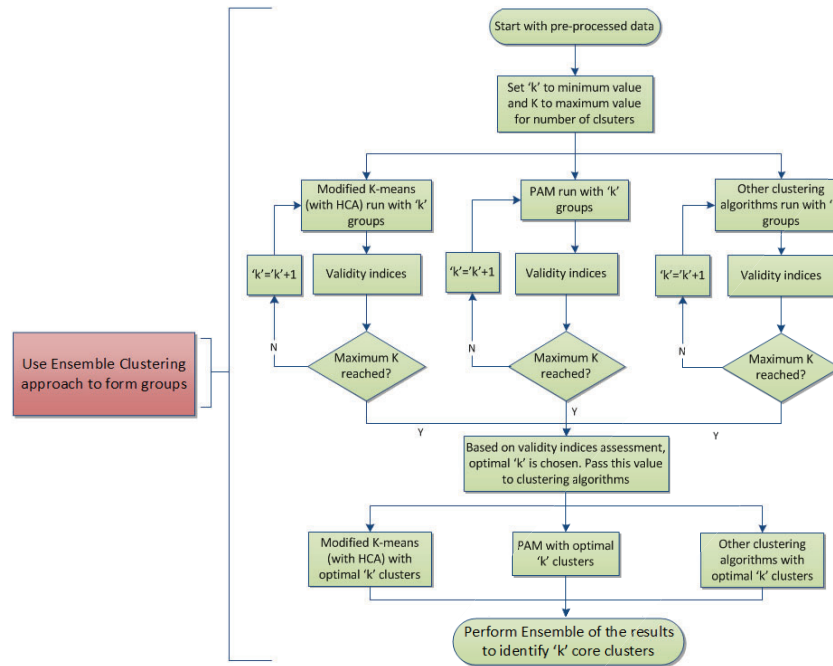 Start with pre-processed data
Set ‘k’ to minimum value
and K to maximum value
for number of clsuters
Modified K-means
(with HCA) run with ‘k’
groups
PAM run with ‘k’
groups
Other clustering
algorithms run with ‘
groups
‘k’=’k’+1
Validity indices
‘k’=’k’+1
Validity indices
‘k’=’k’+1
Validity indices
N
Maximum K
reached?
N
Maximum K
reached?
N
Maximum K
reached?
Use Ensemble Clustering
approach to form groups
Y
Y
Y
Based on validity indices assessment,
optimal ‘k’ is chosen. Pass this value
to clustering algorithms
Modified K-means
(with HCA) with
optimal ‘k’ clusters
PAM with optimal
‘k’ clusters
Other clustering
algorithms with
optimal ‘k’ clusters
Perform Ensemble of the results
to identify ‘k’ core clusters